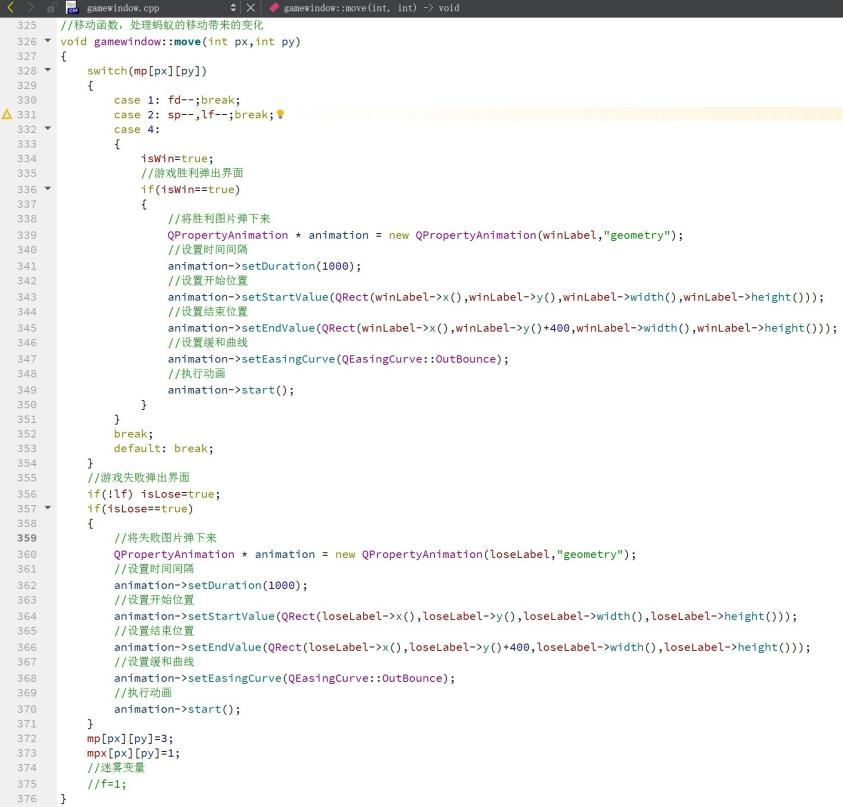 gamewindow.cpp gamewindow::move(int, int) -> void
325 //移动函数，处理蚂蚁的移动带来的变化
326 void gamewindow::move(int px,int py)
327 {
328 switch(mp[px][py])
329 {
330 case 1: fd--;break;
331 case 2: sp--,lf--;break;
332 case 4:
333 {
334 isWin=true;
335 //游戏胜利弹出界面
336 if(isWin==true)
337 {
338 //将胜利图片弹下来
339 QPropertyAnimation * animation = new QPropertyAnimation(winLabel,"geometry");
340 //设置时间间隔
341 animation->setDuration(1000);
342 //设置开始位置
343 animation->setStartValue(QRect(winLabel->x(),winLabel->y(),winLabel->width(),winLabel->height()));
344 //设置结束位置
345 animation->setEndValue(QRect(winLabel->x(),winLabel->y()+400,winLabel->width(),winLabel->height()));
346 //设置缓和曲线
347 animation->setEasingCurve(QEasingCurve::OutBounce);
348 //执行动画
349 animation->start();
350 }
351 }
352 break;
353 default: break;
354 }
355 //游戏失败弹出界面
356 if(!lf) isLose=true;
357 if(isLose==true)
358 {
359 //将失败图片弹下来
360 QPropertyAnimation * animation = new QPropertyAnimation(loseLabel,"geometry");
361 //设置时间间隔
362 animation->setDuration(1000);
363 //设置开始位置
364 animation->setStartValue(QRect(loseLabel->x(),loseLabel->y(),loseLabel->width(),loseLabel->height()));
365 //设置结束位置
366 animation->setEndValue(QRect(loseLabel->x(),loseLabel->y()+400,loseLabel->width(),loseLabel->height()));
367 //设置缓和曲线
368 animation->setEasingCurve(QEasingCurve::OutBounce);
369 //执行动画
370 animation->start();
371 }
372 mp[px][py]=3;
373 mpx[px][py]=1;
374 //迷雾变量
375 //f=1;
376 }